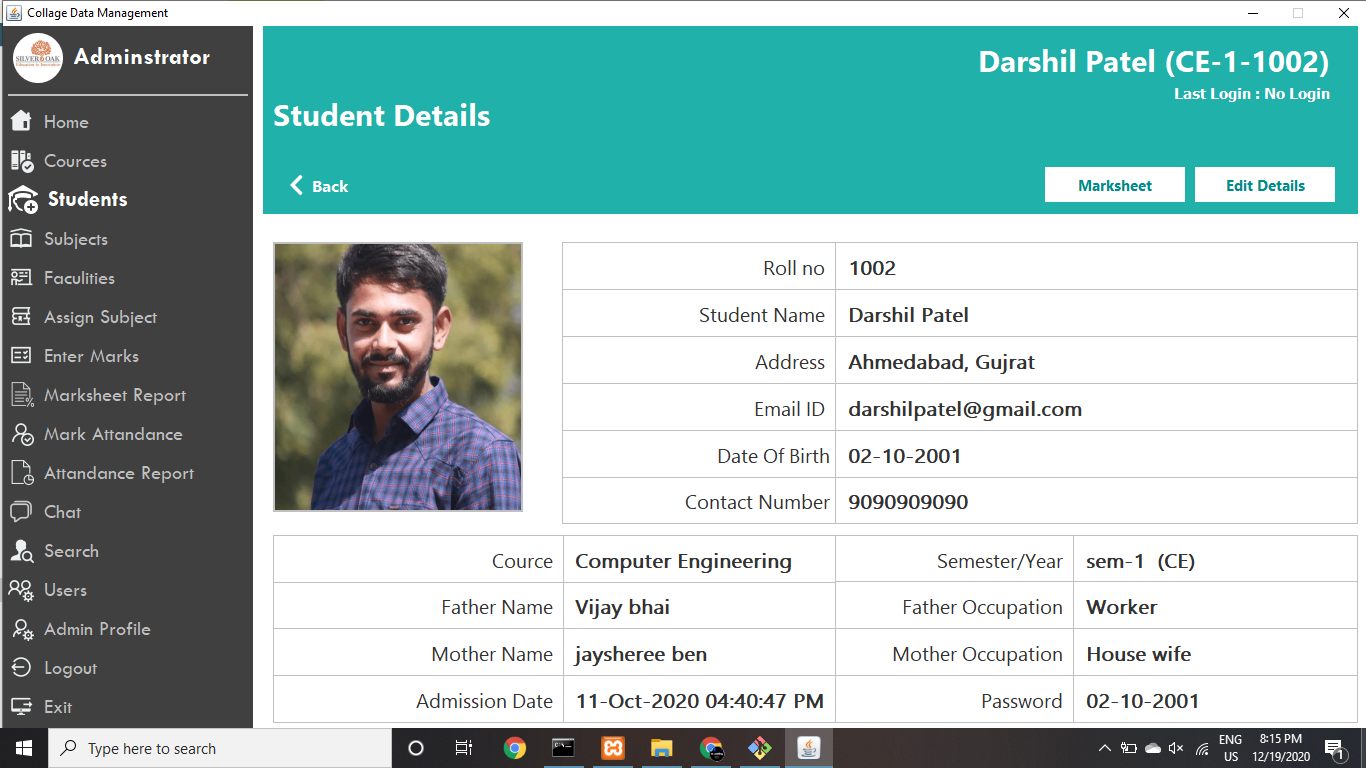 Collage Data Management
SILVER OAK
Education to Innovation
Adminstrator
Home
Cources
Students
Subjects
Faculities
Assign Subject
Enter Marks
Marksheet Report
Mark Attandance
Attandance Report
Chat
Search
Users
Admin Profile
Logout
Exit
Darshil Patel (CE-1-1002)
Last Login : No Login
Student Details
Back
Marksheet
Edit Details
Roll no 1002
Student Name Darshil Patel
Address Ahmedabad, Gujrat
Email ID darshilpatel@gmail.com
Date Of Birth 02-10-2001
Contact Number 9090909090
Cource Computer Engineering Semester/Year sem-1 (CE)
Father Name Vijay bhai Father Occupation Worker
Mother Name jaysheree ben Mother Occupation House wife
Admission Date 11-Oct-2020 04:40:47 PM Password 02-10-2001
Type here to search
ENG
US
8:15 PM
12/19/2020
1